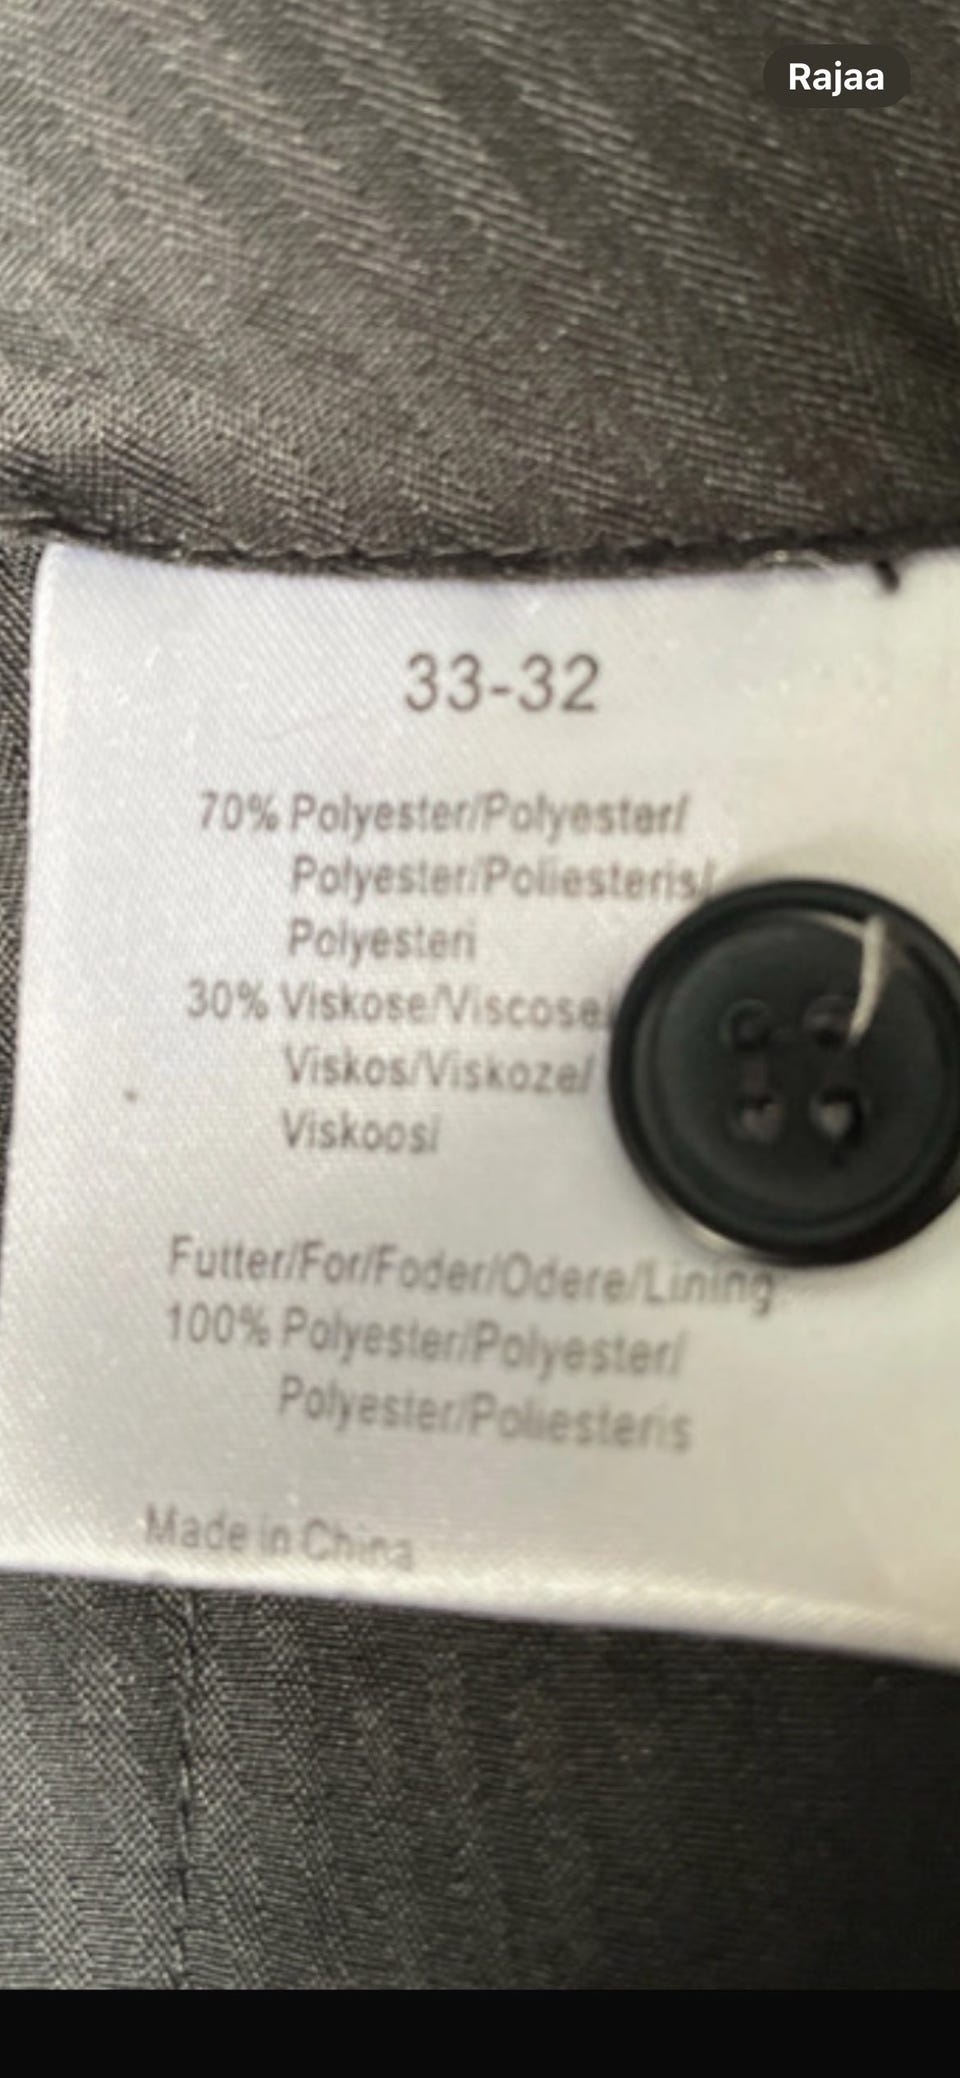 Rajaa
33-32
70% Polyester/Polyester/
Polyester/Poliesteris/
Polyesteri
30% Viskose/Viscose/
Viskos/Viskoze/
Viskoosi
Futter/For/Foder/Odere/Lining
100% Polyester/Polyester/
Polyester/Poliesteris
Made in China